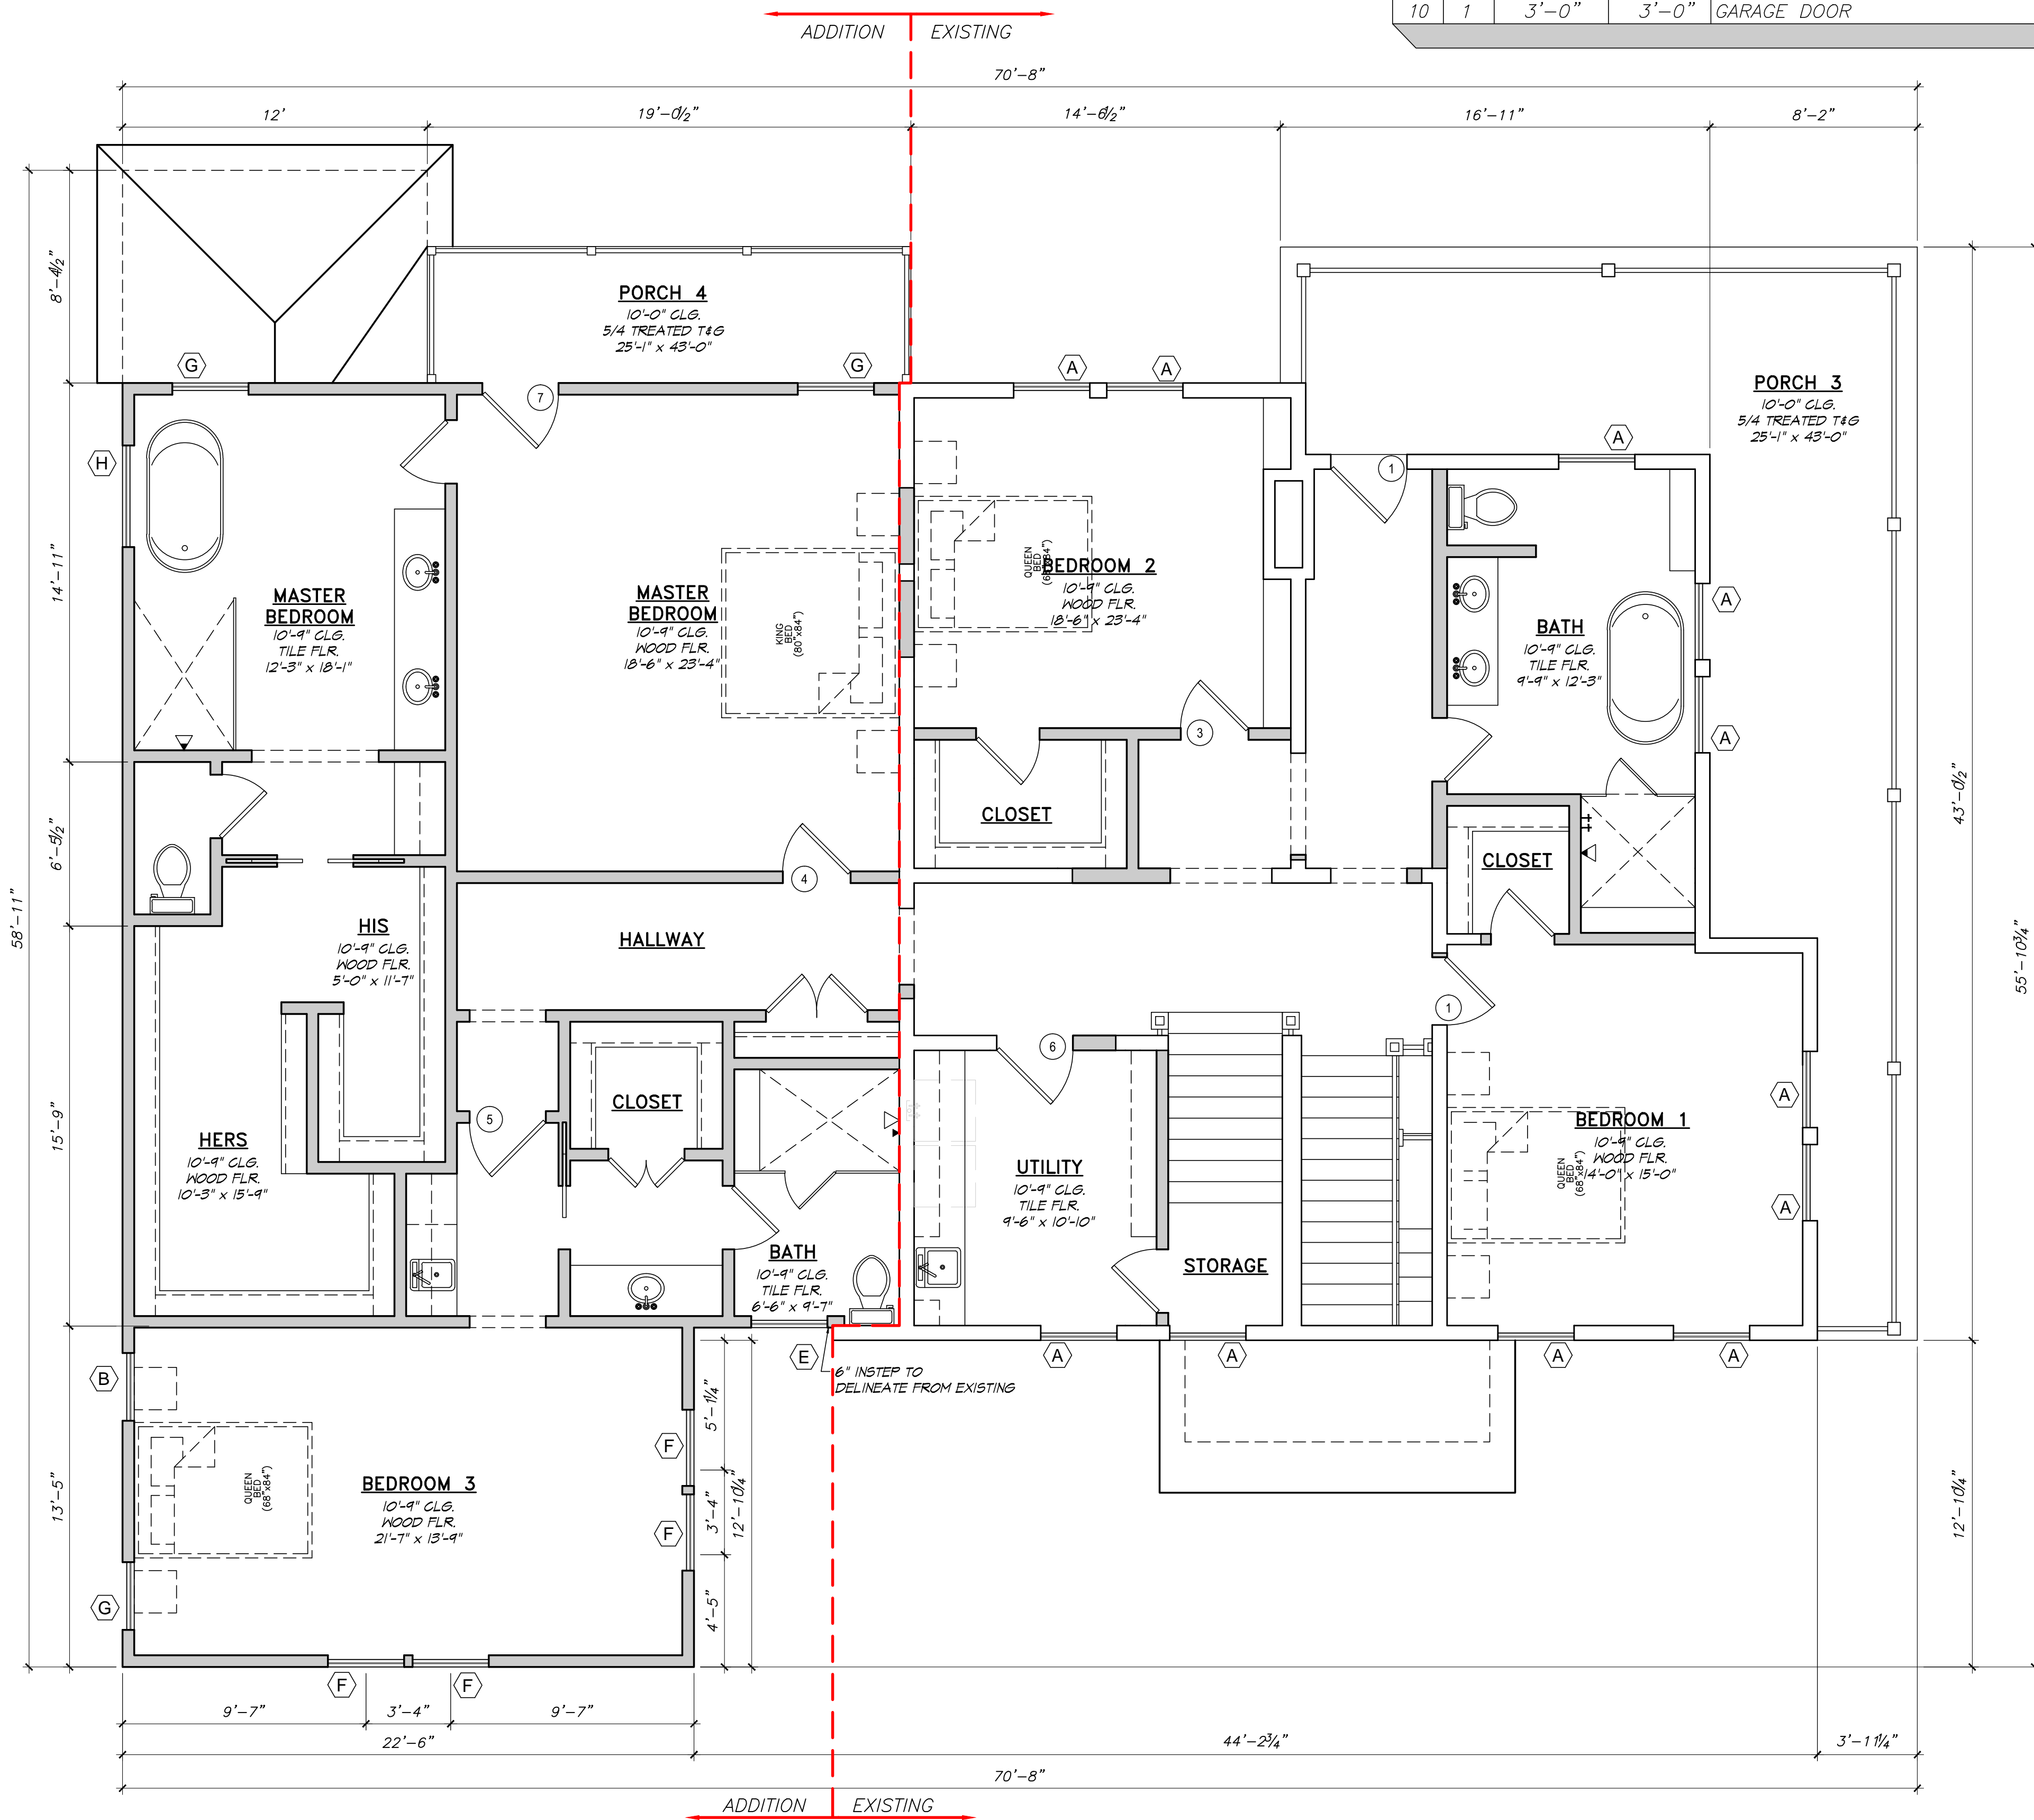 10 1 3'-0" 3'-0" GARAGE DOOR
ADDITION EXISTING
70'-8"
12' 19'-0½" 14'-6½" 16'-11" 8'-2"
8'-4½"
14'-11"
6'-5½"
15'-9"
13'-5"
58'-11"
PORCH 4
10'-0" CLG.
5/4 TREATED T&G
25'-1" x 43'-0"
G
G
7
H
A
A
PORCH 3
10'-0" CLG.
5/4 TREATED T&G
25'-1" x 43'-0"
A
1
MASTER
BEDROOM
10'-9" CLG.
TILE FLR.
12'-3" x 18'-1"
MASTER
BEDROOM
10'-9" CLG.
WOOD FLR.
18'-6" x 23'-4"
KING
BED
(80"x84")
QUEEN
BED
(68"x84")
BEDROOM 2
10'-9" CLG.
WOOD FLR.
18'-6" x 23'-4"
A
BATH
10'-9" CLG.
TILE FLR.
9'-9" x 12'-3"
A
3
CLOSET
CLOSET
4
43'-0½"
55'-10¾"
HIS
10'-9" CLG.
WOOD FLR.
5'-0" x 11'-7"
HALLWAY
1
6
CLOSET
5
HERS
10'-9" CLG.
WOOD FLR.
10'-3" x 15'-9"
UTILITY
10'-9" CLG.
TILE FLR.
9'-6" x 10'-10"
A
BEDROOM 1
10'-9" CLG.
WOOD FLR.
14'-0" x 15'-0"
QUEEN
BED
(68"x84")
A
BATH
10'-9" CLG.
TILE FLR.
6'-6" x 9'-7"
STORAGE
E
A
A
A
A
6" INSTEP TO
DELINEATE FROM EXISTING
B
5'-1¼"
3'-4"
4'-5"
12'-10¼"
F
F
QUEEN
BED
(68"x84")
BEDROOM 3
10'-9" CLG.
WOOD FLR.
21'-7" x 13'-9"
12'-10¼"
G
F
F
9'-7" 3'-4" 9'-7"
22'-6" 44'-2¾" 3'-11¼"
70'-8"
ADDITION EXISTING